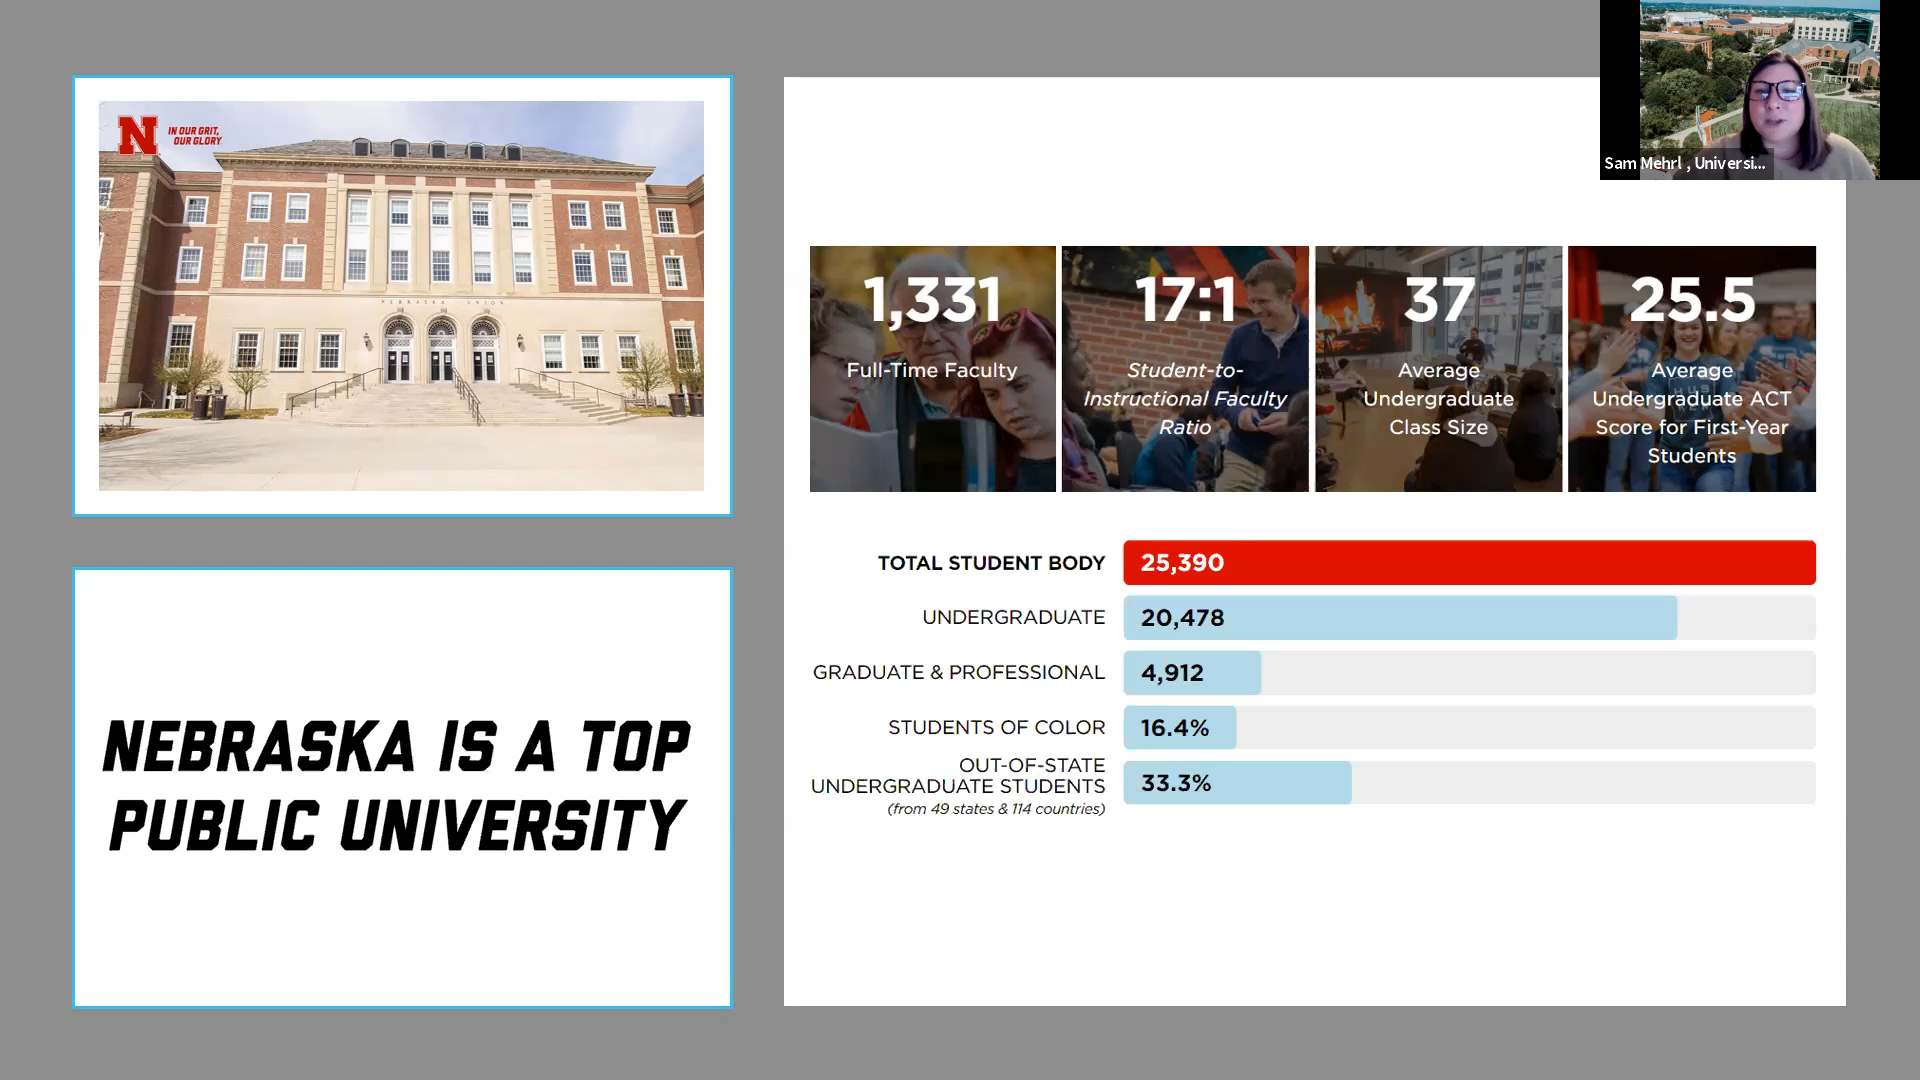 N
IN OUR GRIT,
OUR GLORY
NEBRASKA UNION
NEBRASKA IS A TOP
PUBLIC UNIVERSITY
Sam Mehrl , Universi...
1,331
Full-Time Faculty
17:1
Student-to-
Instructional Faculty
Ratio
37
Average
Undergraduate
Class Size
25.5
Average
Undergraduate ACT
Score for First-Year
Students
TOTAL STUDENT BODY 25,390
UNDERGRADUATE 20,478
GRADUATE & PROFESSIONAL 4,912
STUDENTS OF COLOR 16.4%
OUT-OF-STATE
UNDERGRADUATE STUDENTS 33.3%
(from 49 states & 114 countries)